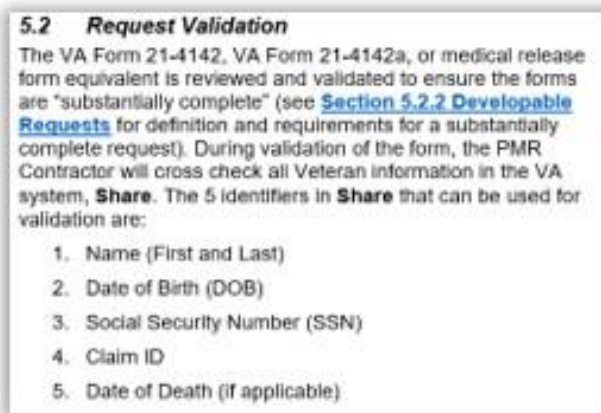 5.2 Request Validation
The VA Form 21-4142, VA Form 21-4142a, or medical release
form equivalent is reviewed and validated to ensure the forms
are "substantially complete" (see Section 5.2.2 Developable
Requests for definition and requirements for a substantially
complete request). During validation of the form, the PMR
Contractor will cross check all Veteran information in the VA
system, Share. The 5 identifiers in Share that can be used for
validation are:
1. Name (First and Last)
2. Date of Birth (DOB)
3. Social Security Number (SSN)
4. Claim ID
5. Date of Death (if applicable)